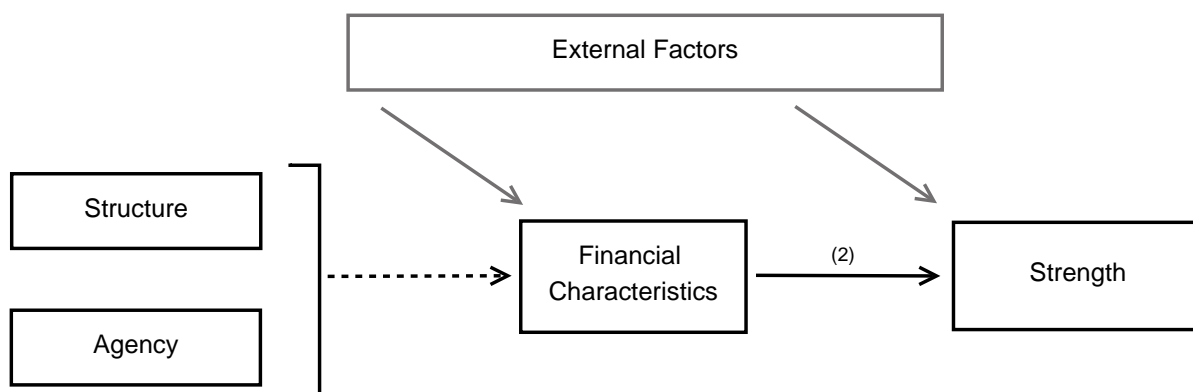 External Factors
Structure
Financial
Characteristics
(2)
Strength
Agency